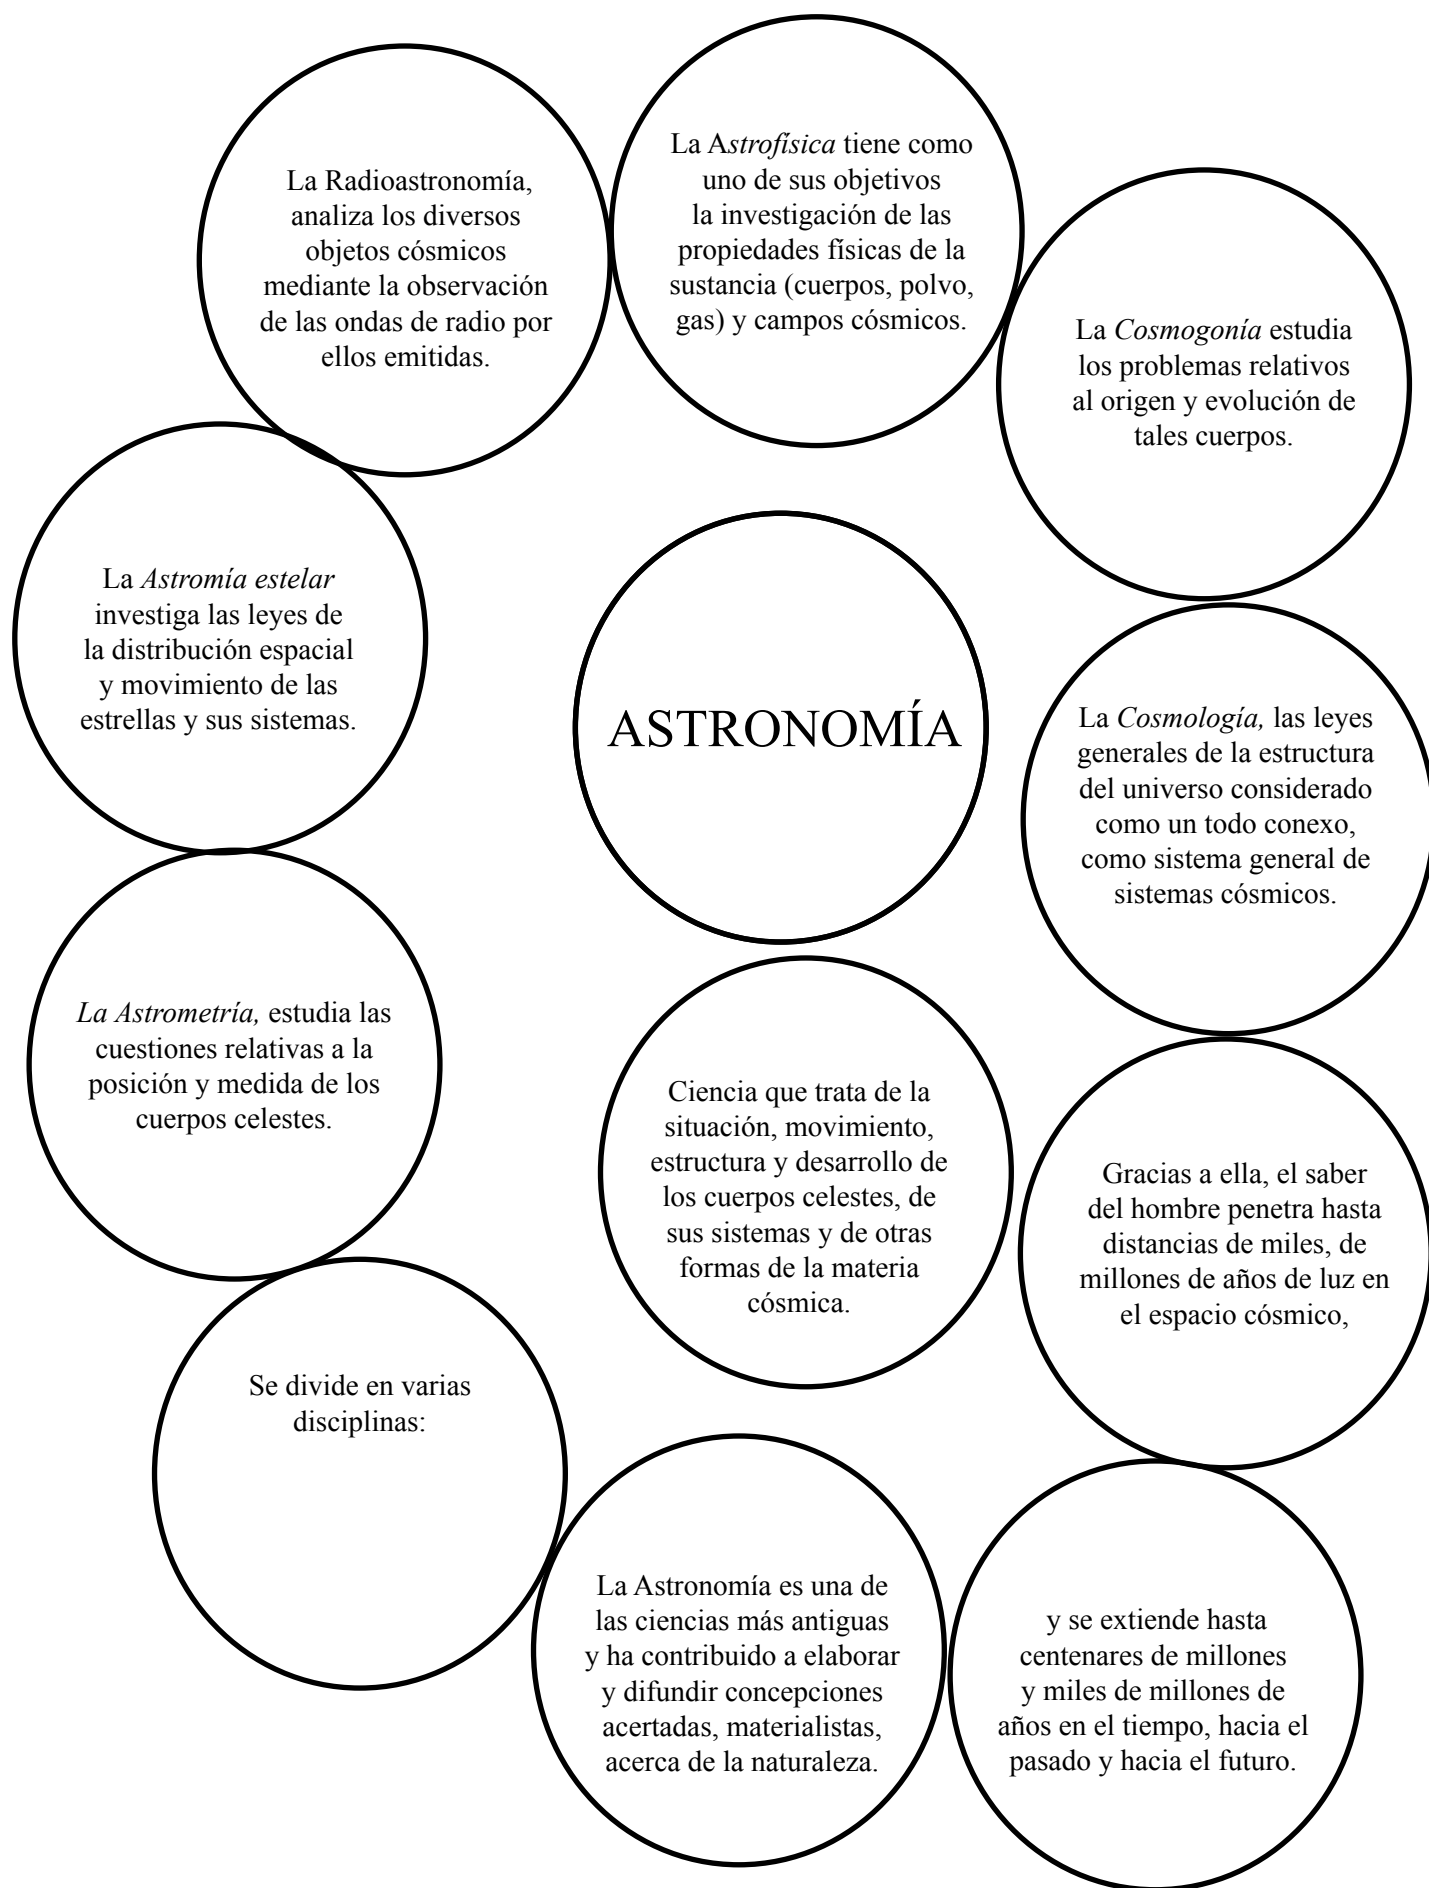 ASTRONOMÍA
Ciencia que trata de la
situación, movimiento,
estructura y desarrollo de
los cuerpos celestes, de
sus sistemas y de otras
formas de la materia
cósmica.
Se divide en varias
disciplinas:
La Astrometría, estudia las
cuestiones relativas a la
posición y medida de los
cuerpos celestes.
La Astromía estelar
investiga las leyes de
la distribución espacial
y movimiento de las
estrellas y sus sistemas.
La Radioastronomía,
analiza los diversos
objetos cósmicos
mediante la observación
de las ondas de radio por
ellos emitidas.
La Astrofísica tiene como
uno de sus objetivos
la investigación de las
propiedades físicas de la
sustancia (cuerpos, polvo,
gas) y campos cósmicos.
La Cosmogonía estudia
los problemas relativos
al origen y evolución de
tales cuerpos.
La Cosmología, las leyes
generales de la estructura
del universo considerado
como un todo conexo,
como sistema general de
sistemas cósmicos.
Gracias a ella, el saber
del hombre penetra hasta
distancias de miles, de
millones de años de luz en
el espacio cósmico,
y se extiende hasta
centenares de millones
y miles de millones de
años en el tiempo, hacia el
pasado y hacia el futuro.
La Astronomía es una de
las ciencias más antiguas
y ha contribuido a elaborar
y difundir concepciones
acertadas, materialistas,
acerca de la naturaleza.